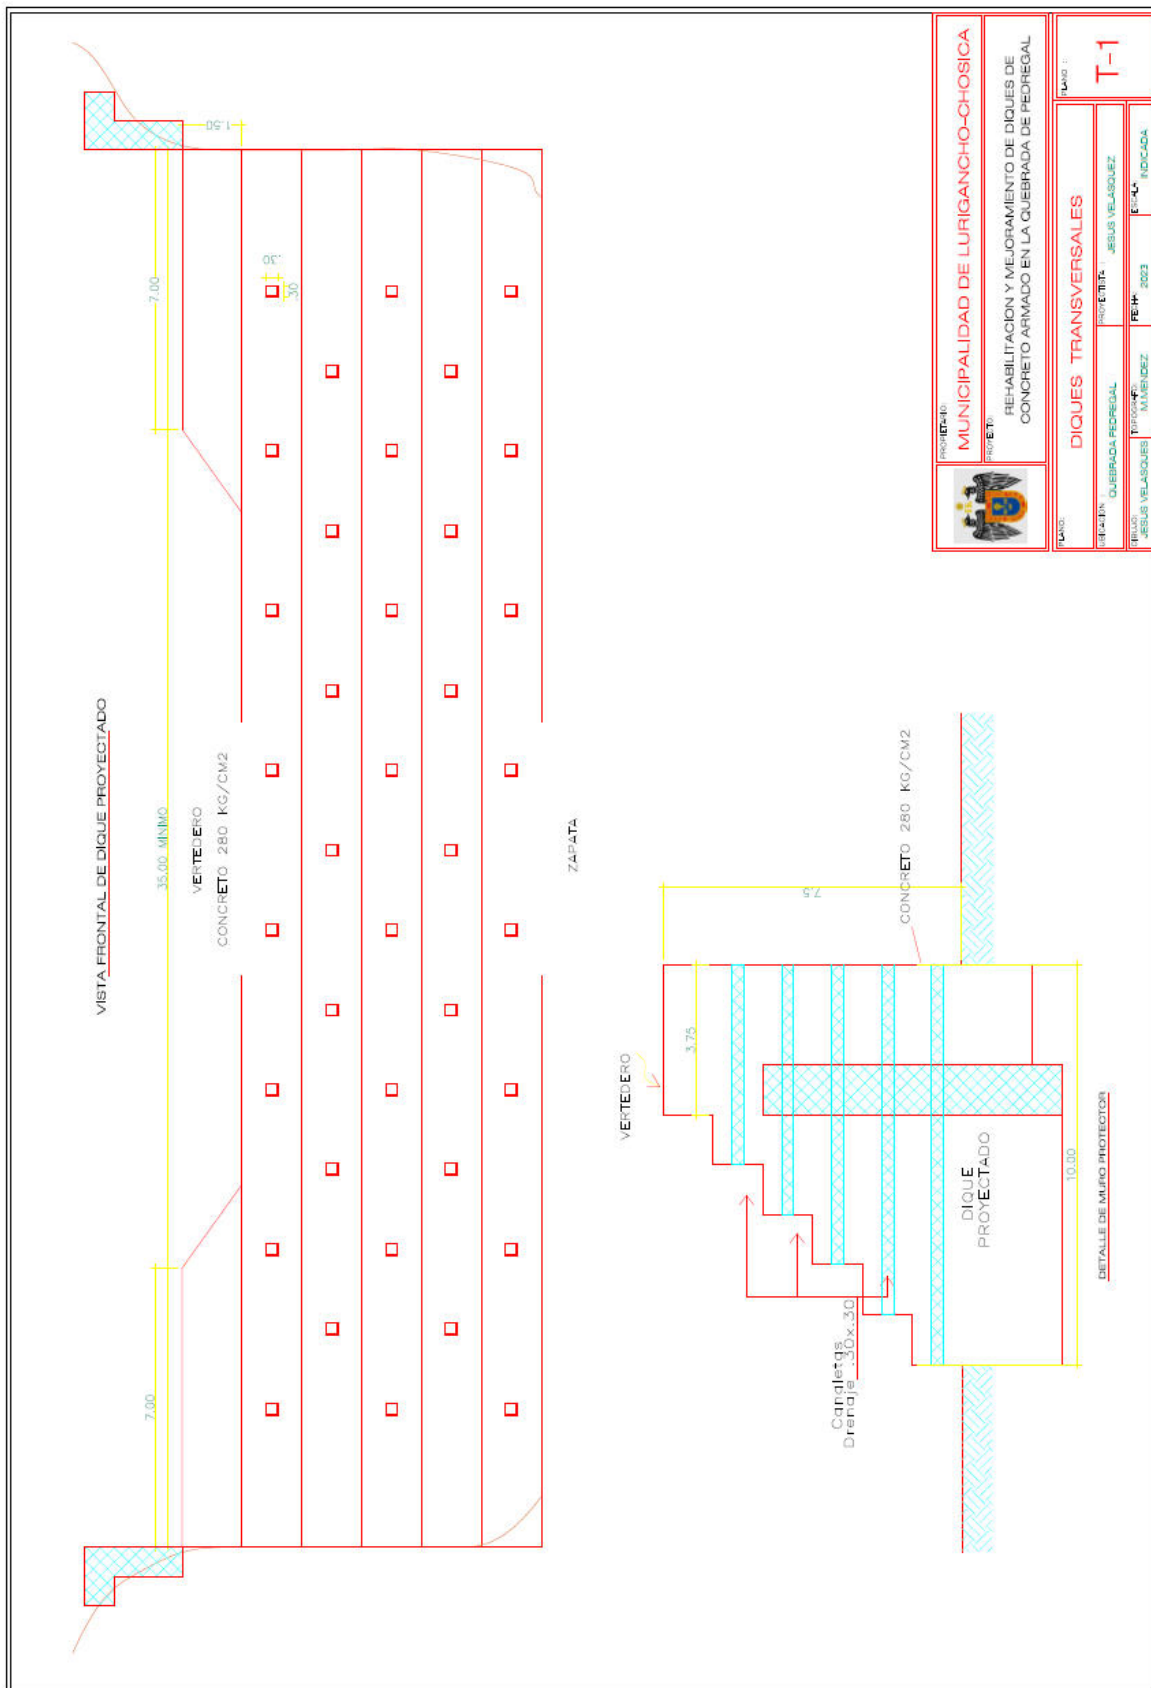 VISTA FRONTAL DE DIQUE PROYECTADO
7.00
35.00 MINIMO
7.00
1.50
VERTEDERO
CONCRETO 280 KG/CM2
.30
.30
ZAPATA
VERTEDERO
3.75
7.5
CONCRETO 280 KG/CM2
Canaletas
Drenaje .30x.30
DIQUE
PROYECTADO
10.00
DETALLE DE MURO PROTECTOR
PROPIETARIO:
MUNICIPALIDAD DE LURIGANCHO-CHOSICA
PROYECTO:
REHABILITACION Y MEJORAMIENTO DE DIQUES DE
CONCRETO ARMADO EN LA QUEBRADA DE PEDREGAL
PLANO:
DIQUES TRANSVERSALES
PLANO :
T-1
UBICACION :
QUEBRADA PEDREGAL
PROYECTISTA :
JESUS VELASQUEZ
DIBUJO:
JESUS VELASQUES
TOPOGRAFO:
M.MENDEZ
FECHA:
2023
ESCALA:
INDICADA